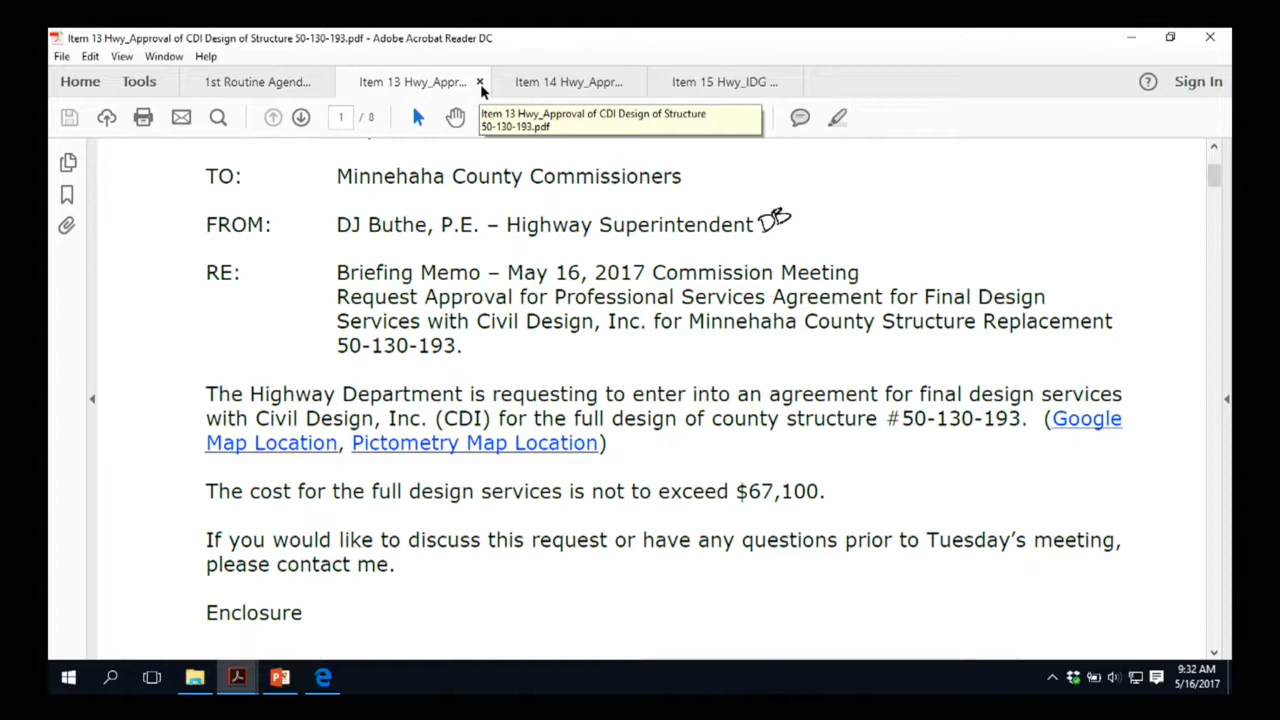 Item 13 Hwy_Approval of CDI Design of Structure 50-130-193.pdf - Adobe Acrobat Reader DC
File Edit View Window Help
Home Tools 1st Routine Agend... Item 13 Hwy_Appr... × Item 14 Hwy_Appr... Item 15 Hwy_IDG ... Sign In
1 / 8
Item 13 Hwy_Approval of CDI Design of Structure
50-130-193.pdf
TO: Minnehaha County Commissioners
FROM: DJ Buthe, P.E. – Highway Superintendent DB
RE: Briefing Memo – May 16, 2017 Commission Meeting
Request Approval for Professional Services Agreement for Final Design
Services with Civil Design, Inc. for Minnehaha County Structure Replacement
50-130-193.
The Highway Department is requesting to enter into an agreement for final design services
with Civil Design, Inc. (CDI) for the full design of county structure #50-130-193. (Google
Map Location, Pictometry Map Location)
The cost for the full design services is not to exceed $67,100.
If you would like to discuss this request or have any questions prior to Tuesday's meeting,
please contact me.
Enclosure
9:32 AM
5/16/2017